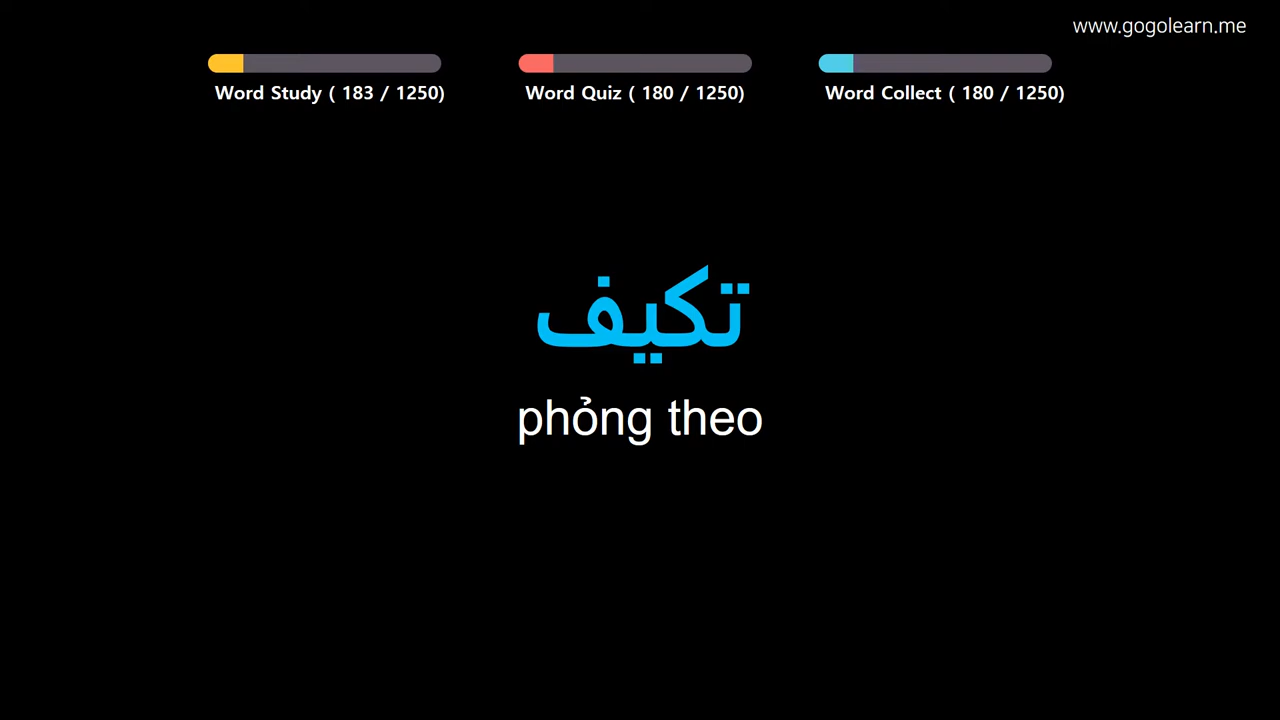 www.gogolearn.me
Word Study ( 183 / 1250)
Word Quiz ( 180 / 1250)
Word Collect ( 180 / 1250)
تكيف
phỏng theo